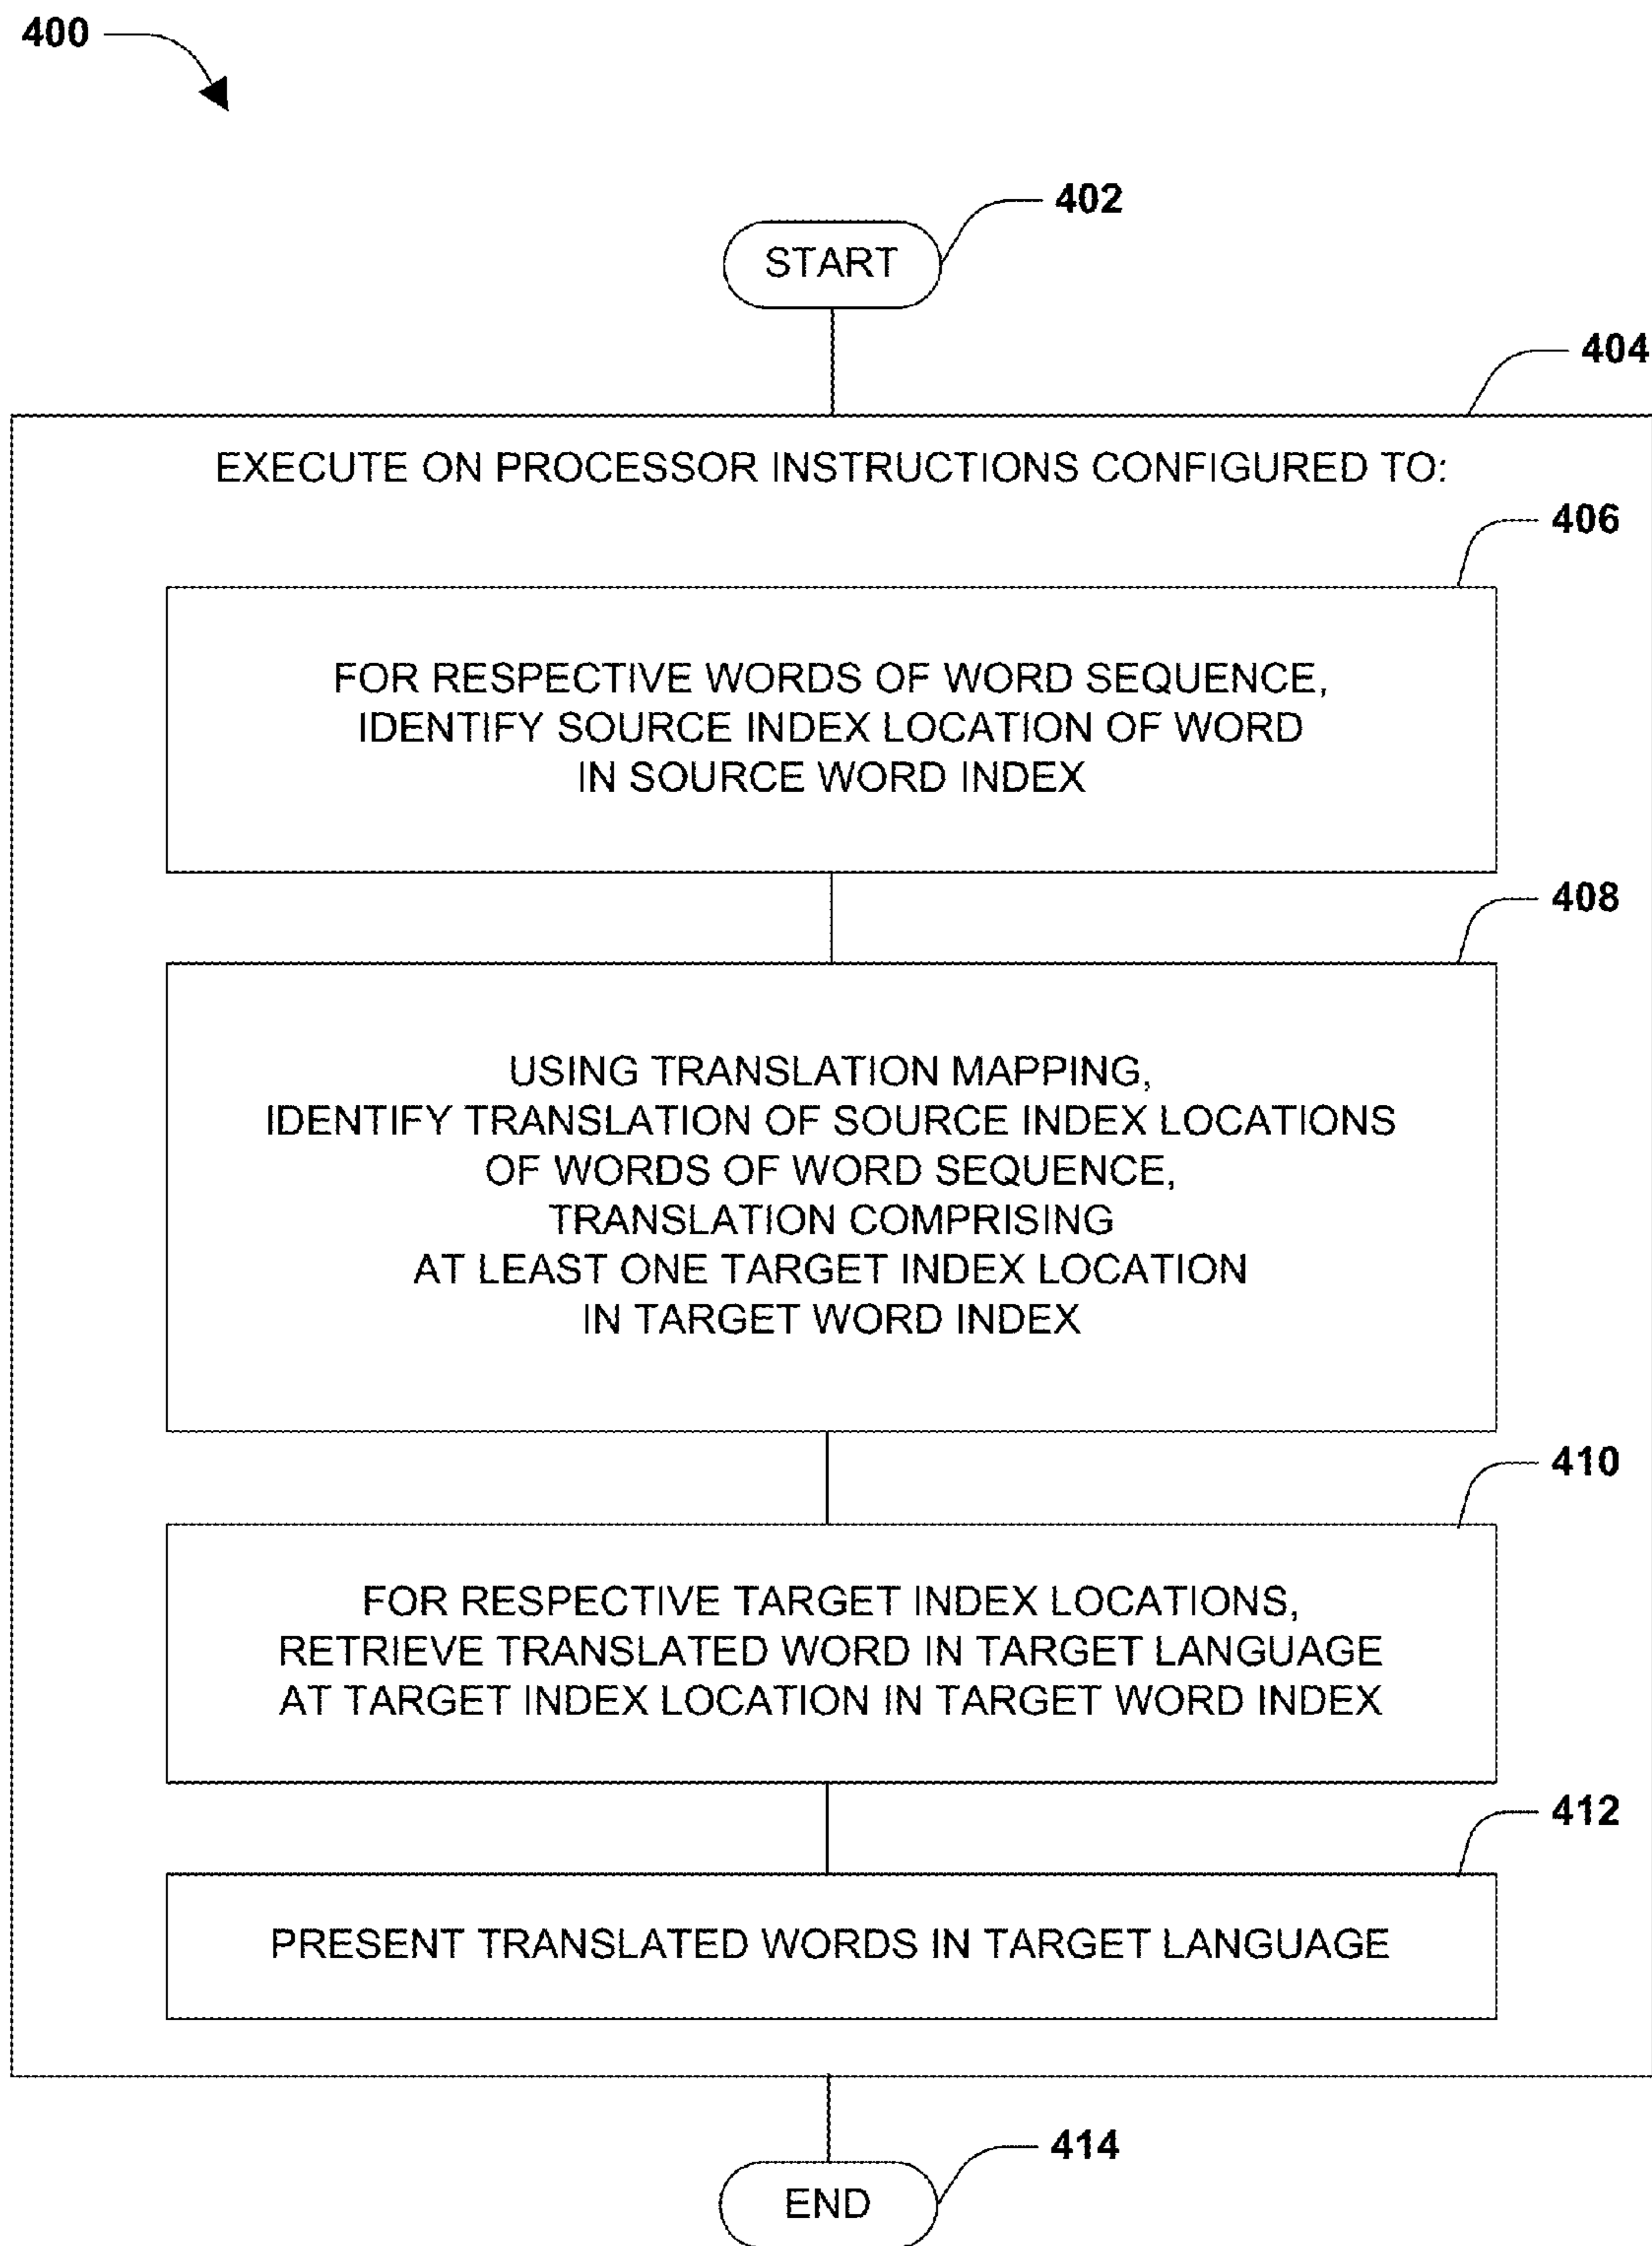 400
402
START
404
EXECUTE ON PROCESSOR INSTRUCTIONS CONFIGURED TO:
406
FOR RESPECTIVE WORDS OF WORD SEQUENCE,
IDENTIFY SOURCE INDEX LOCATION OF WORD
IN SOURCE WORD INDEX
408
USING TRANSLATION MAPPING,
IDENTIFY TRANSLATION OF SOURCE INDEX LOCATIONS
OF WORDS OF WORD SEQUENCE,
TRANSLATION COMPRISING
AT LEAST ONE TARGET INDEX LOCATION
IN TARGET WORD INDEX
410
FOR RESPECTIVE TARGET INDEX LOCATIONS,
RETRIEVE TRANSLATED WORD IN TARGET LANGUAGE
AT TARGET INDEX LOCATION IN TARGET WORD INDEX
412
PRESENT TRANSLATED WORDS IN TARGET LANGUAGE
414
END